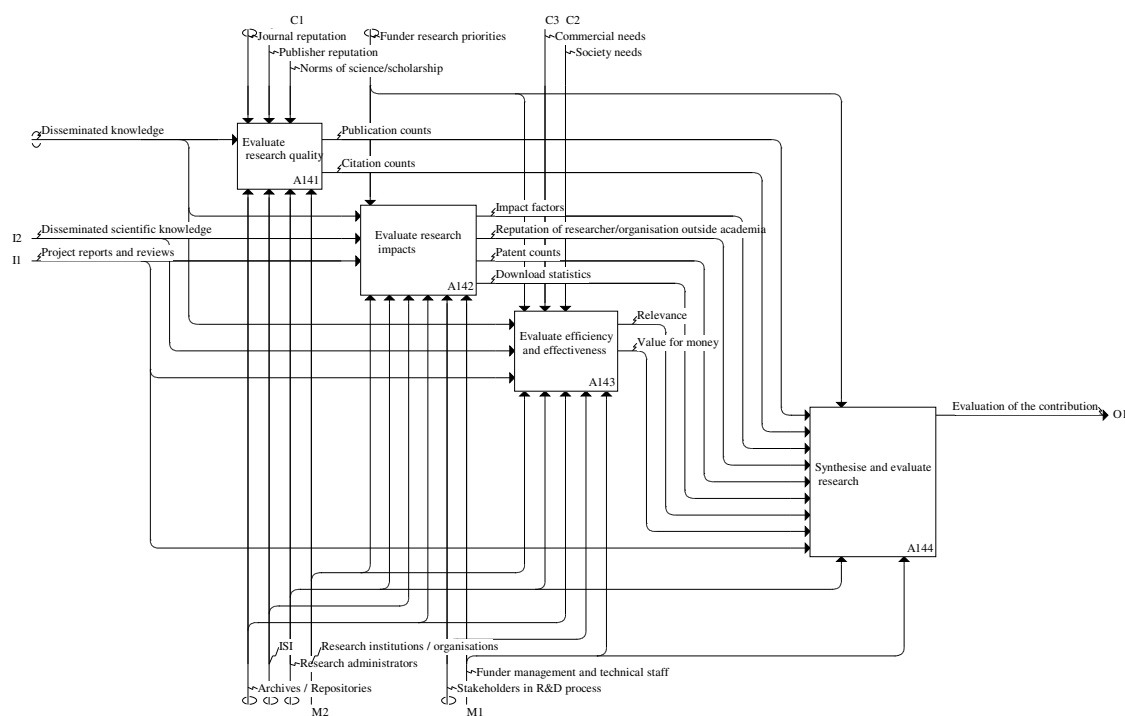 C1
C3 C2
Journal reputation
Funder research priorities
Commercial needs
Publisher reputation
Society needs
Norms of science/scholarship
Disseminated knowledge
Publication counts
Evaluate
research quality
Citation counts
A141
Impact factors
I2
Disseminated scientific knowledge
Reputation of researcher/organisation outside academia
Evaluate research
impacts
I1
Project reports and reviews
Patent counts
Download statistics
A142
Relevance
Evaluate efficiency
and effectiveness
Value for money
A143
Evaluation of the contribution
O1
Synthesise and evaluate
research
A144
ISI
Research institutions / organisations
Research administrators
Funder management and technical staff
Archives / Repositories
Stakeholders in R&D process
M2
M1